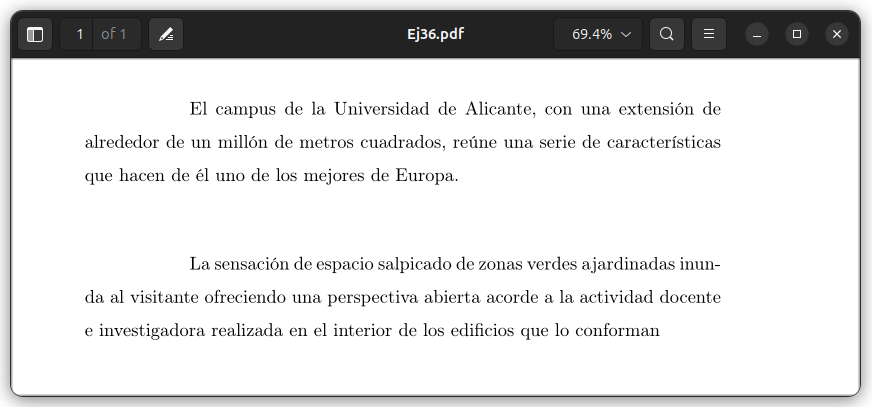 1 of 1 Ej36.pdf 69.4%
El campus de la Universidad de Alicante, con una extensión de
alrededor de un millón de metros cuadrados, reúne una serie de características
que hacen de él uno de los mejores de Europa.
La sensación de espacio salpicado de zonas verdes ajardinadas inun-
da al visitante ofreciendo una perspectiva abierta acorde a la actividad docente
e investigadora realizada en el interior de los edificios que lo conforman